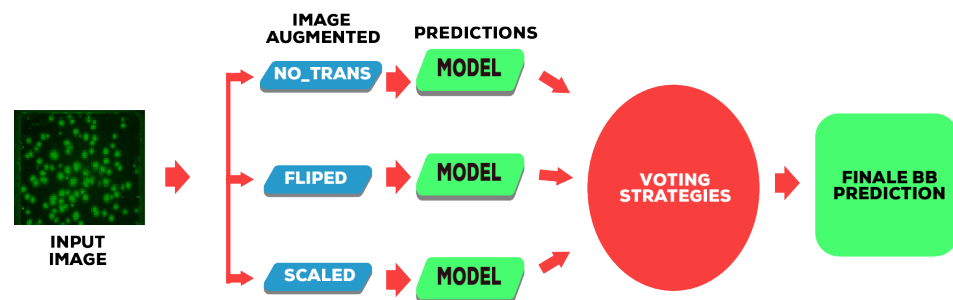 IMAGE
AUGMENTED
PREDICTIONS
NO_TRANS
MODEL
INPUT
IMAGE
FLIPED
MODEL
SCALED
MODEL
VOTING
STRATEGIES
FINALE BB
PREDICTION